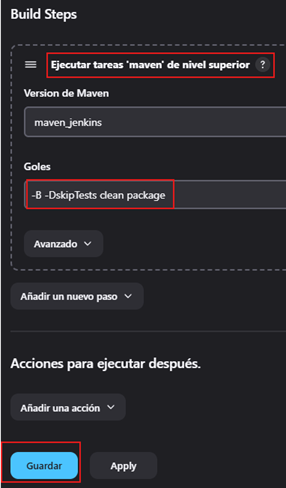 Build Steps
Ejecutar tareas 'maven' de nivel superior ?
Version de Maven
maven_jenkins
Goles
-B -DskipTests clean package
Avanzado
Añadir un nuevo paso
Acciones para ejecutar después.
Añadir una acción
Guardar Apply